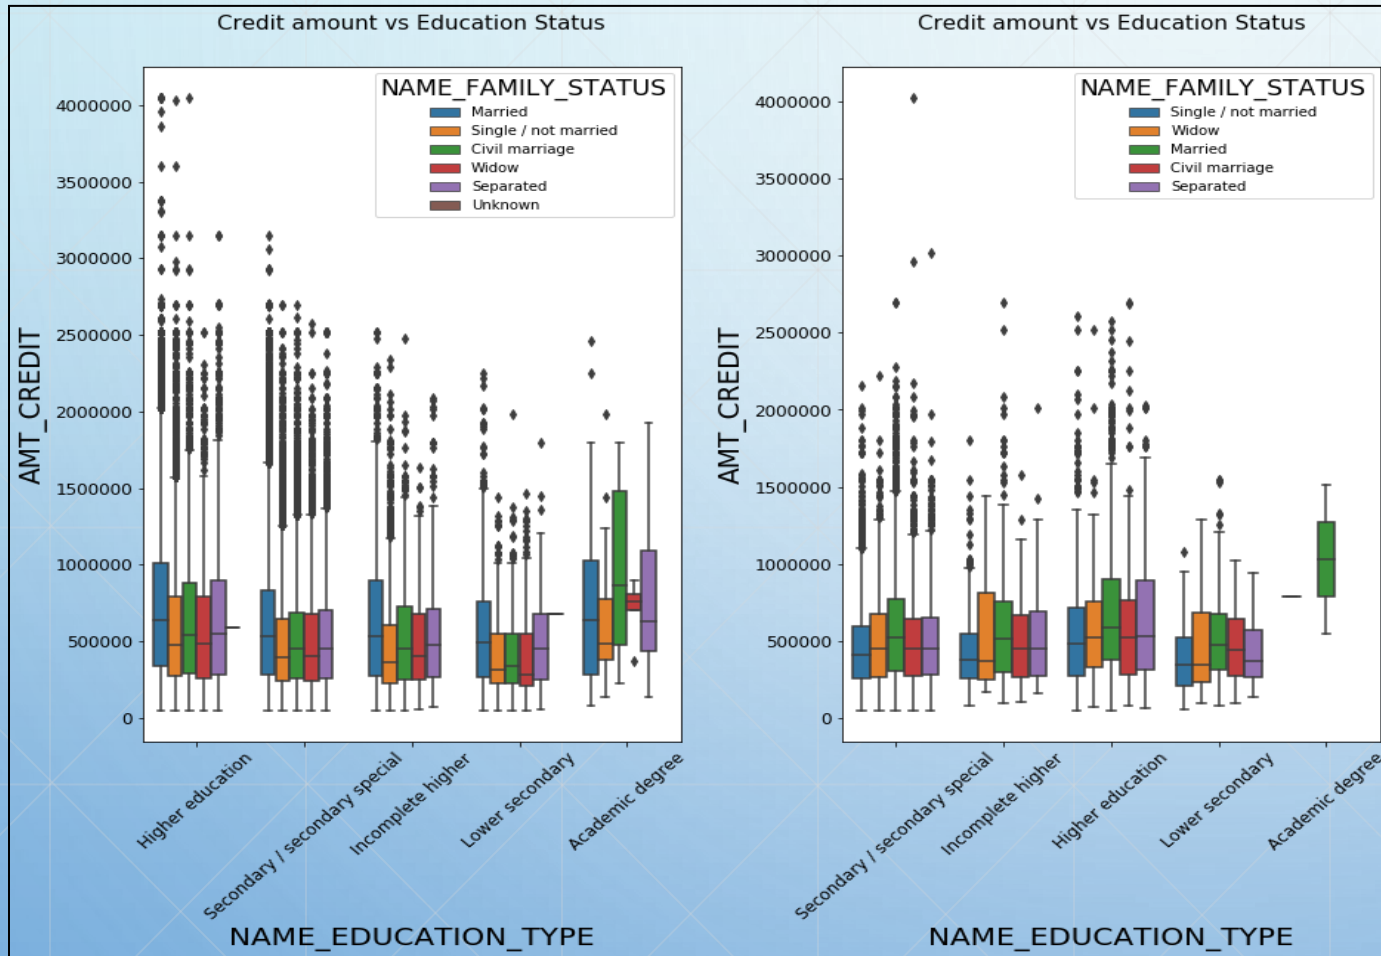 Credit amount vs Education Status
AMT_CREDIT
4000000
3500000
3000000
2500000
2000000
1500000
1000000
500000
0
NAME_FAMILY_STATUS
Married
Single / not married
Civil marriage
Widow
Separated
Unknown
Higher education
Secondary / secondary special
Incomplete higher
Lower secondary
Academic degree
NAME_EDUCATION_TYPE
Credit amount vs Education Status
AMT_CREDIT
4000000
3500000
3000000
2500000
2000000
1500000
1000000
500000
0
NAME_FAMILY_STATUS
Single / not married
Widow
Married
Civil marriage
Separated
Secondary / secondary special
Incomplete higher
Higher education
Lower secondary
Academic degree
NAME_EDUCATION_TYPE